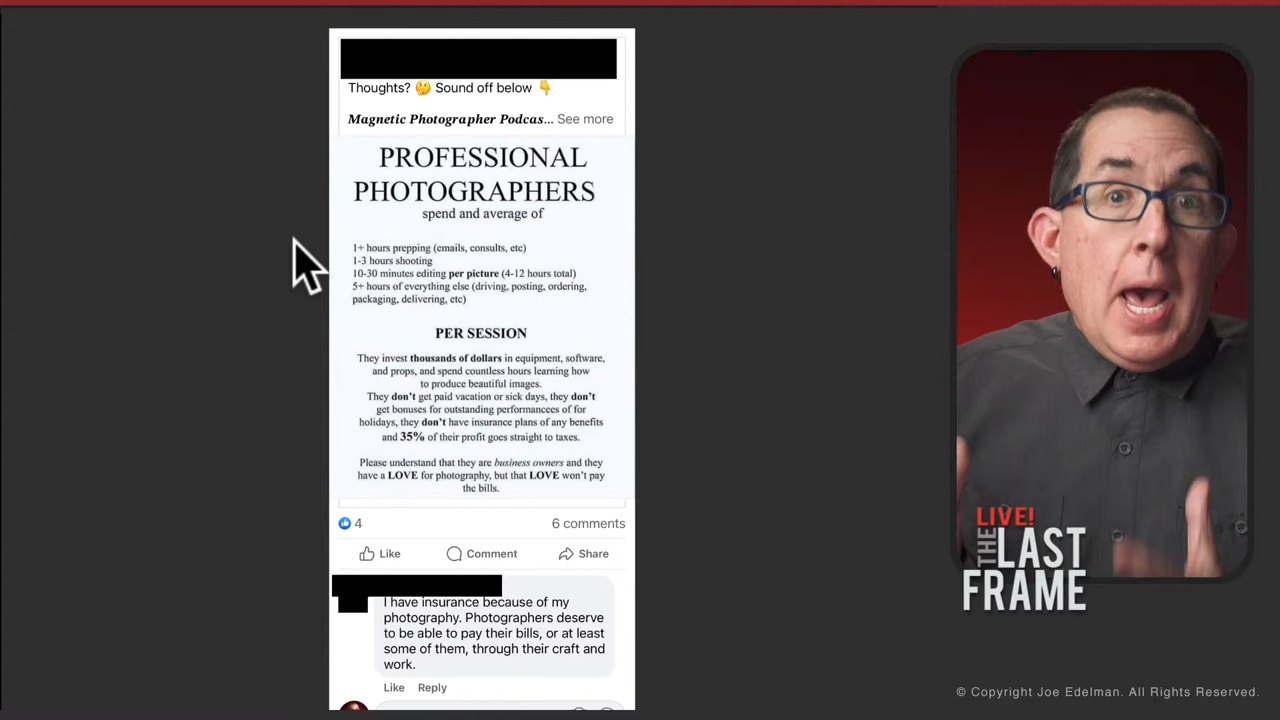 Thoughts? 🤔 Sound off below 👇
Magnetic Photographer Podcas... See more
PROFESSIONAL
PHOTOGRAPHERS
spend and average of
1+ hours prepping (emails, consults, etc)
1-3 hours shooting
10-30 minutes editing per picture (4-12 hours total)
5+ hours of everything else (driving, posting, ordering,
packaging, delivering, etc)
PER SESSION
They invest thousands of dollars in equipment, software,
and props, and spend countless hours learning how
to produce beautiful images.
They don't get paid vacation or sick days, they don't
get bonuses for outstanding performancees of for
holidays, they don't have insurance plans of any benefits
and 35% of their profit goes straight to taxes.
Please understand that they are business owners and they
have a LOVE for photography, but that LOVE won't pay
the bills.
4
6 comments
Like
Comment
Share
I have insurance because of my
photography. Photographers deserve
to be able to pay their bills, or at least
some of them, through their craft and
work.
Like Reply
LIVE!
THE LAST
FRAME
© Copyright Joe Edelman. All Rights Reserved.